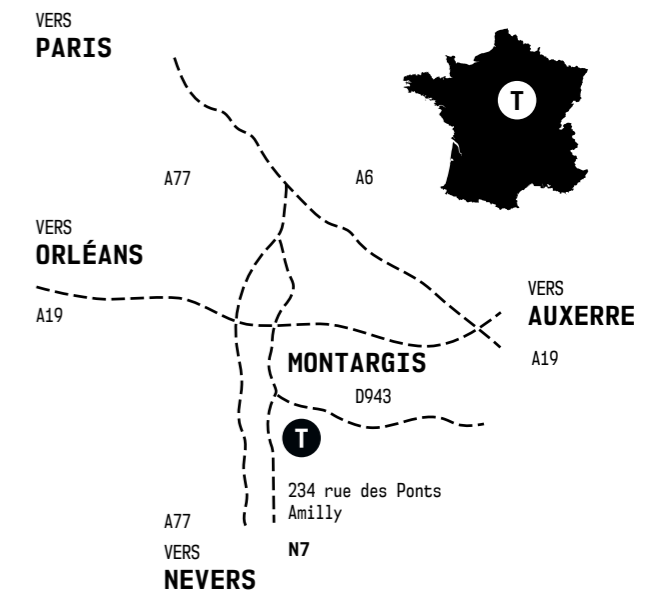 VERS
PARIS
T
A77
A6
VERS
ORLÉANS
A19
VERS
AUXERRE
A19
MONTARGIS
D943
T
234 rue des Ponts
Amilly
A77
VERS
NEVERS
N7